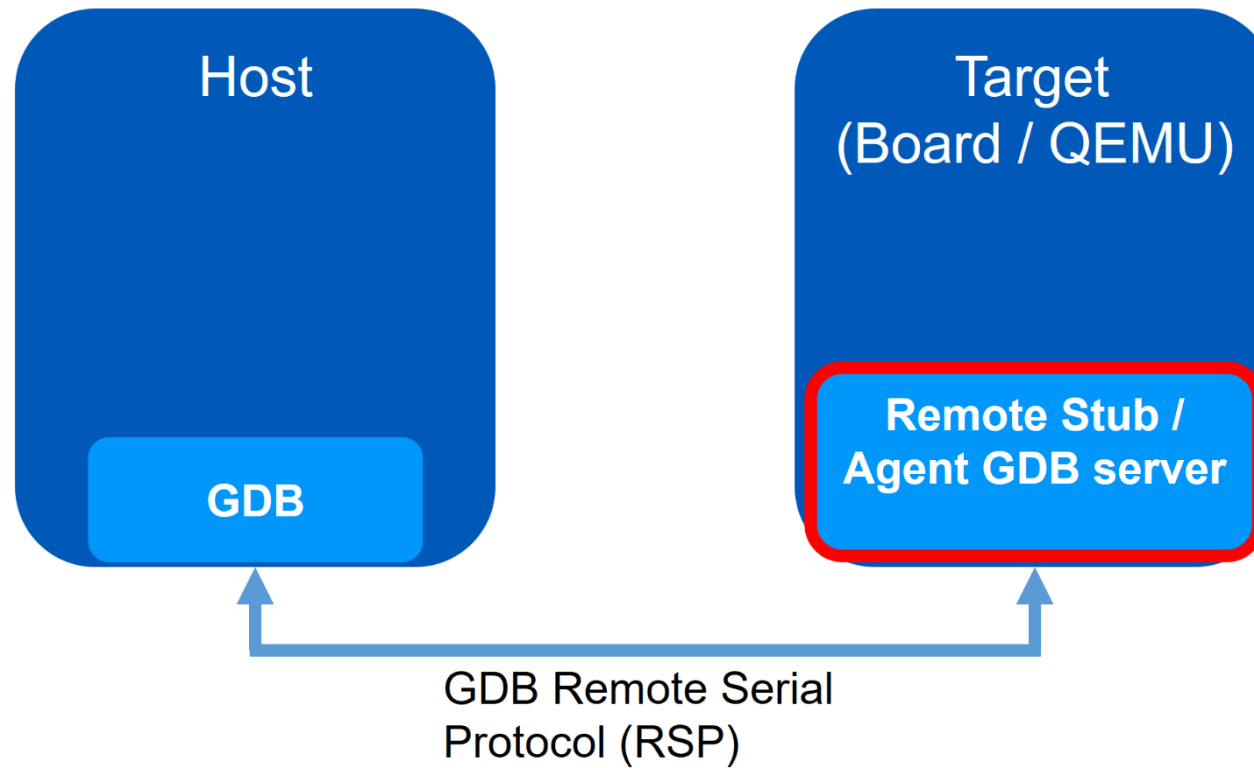 Host
Target
(Board / QEMU)
Remote Stub /
Agent GDB server
GDB
GDB Remote Serial
Protocol (RSP)